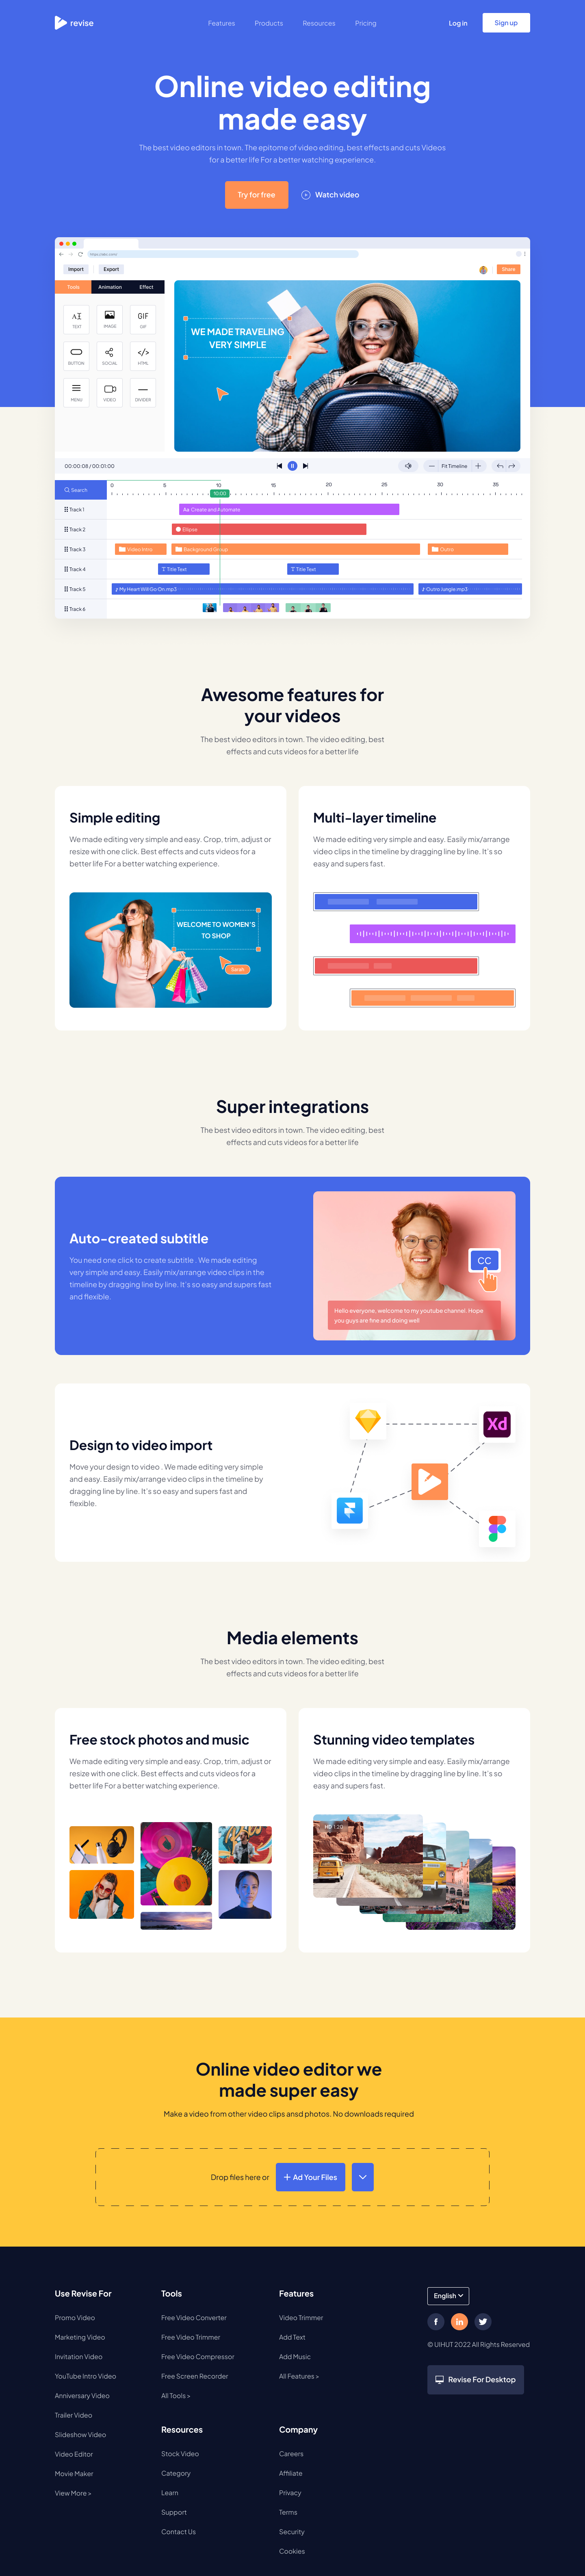 revise
Features Products Resources Pricing
Log in
Sign up
Online video editing
made easy
The best video editors in town. The epitome of video editing, best effects and cuts Videos
for a better life For a better watching experience.
Try for free
Watch video
https://abc.com/
Import
Export
Share
Tools
Animation
Effect
TEXT
IMAGE
GIF
GIF
BUTTON
SOCIAL
HTML
MENU
VIDEO
DIVIDER
WE MADE TRAVELING
VERY SIMPLE
00:00:08 / 00:01:00
Fit Timeline
Search
0 5 10 15 20 25 30 35
10.00
Track 1
Aa Create and Automate
Track 2
Ellipse
Track 3
Video Intro
Background Group
Outro
Track 4
T Title Text
T Title Text
Track 5
My Heart Will Go On.mp3
Outro Jungle.mp3
Track 6
Awesome features for
your videos
The best video editors in town. The video editing, best
effects and cuts videos for a better life
Simple editing
We made editing very simple and easy. Crop, trim, adjust or
resize with one click. Best effects and cuts videos for a
better life For a better watching experience.
WELCOME TO WOMEN'S
TO SHOP
Sarah
Multi-layer timeline
We made editing very simple and easy. Easily mix/arrange
video clips in the timeline by dragging line by line. It's so
easy and supers fast.
Super integrations
The best video editors in town. The video editing, best
effects and cuts videos for a better life
Auto-created subtitle
You need one click to create subtitle . We made editing
very simple and easy. Easily mix/arrange video clips in the
timeline by dragging line by line. It's so easy and supers fast
and flexible.
CC
Hello everyone, welcome to my youtube channel. Hope
you guys are fine and doing well
Design to video import
Move your design to video . We made editing very simple
and easy. Easily mix/arrange video clips in the timeline by
dragging line by line. It's so easy and supers fast and
flexible.
Xd
Media elements
The best video editors in town. The video editing, best
effects and cuts videos for a better life
Free stock photos and music
We made editing very simple and easy. Crop, trim, adjust or
resize with one click. Best effects and cuts videos for a
better life For a better watching experience.
Stunning video templates
We made editing very simple and easy. Easily mix/arrange
video clips in the timeline by dragging line by line. It's so
easy and supers fast.
HD 1:20
Online video editor we
made super easy
Make a video from other video clips ansd photos. No downloads required
Drop files here or
+ Ad Your Files
Use Revise For
Promo Video
Marketing Video
Invitation Video
YouTube Intro Video
Anniversary Video
Trailer Video
Slideshow Video
Video Editor
Movie Maker
View More >
Tools
Free Video Converter
Free Video Trimmer
Free Video Compressor
Free Screen Recorder
All Tools >
Resources
Stock Video
Category
Learn
Support
Contact Us
Features
Video Trimmer
Add Text
Add Music
All Features >
Company
Careers
Affiliate
Privacy
Terms
Security
Cookies
English
f
in
© UIHUT 2022 All Rights Reserved
Revise For Desktop